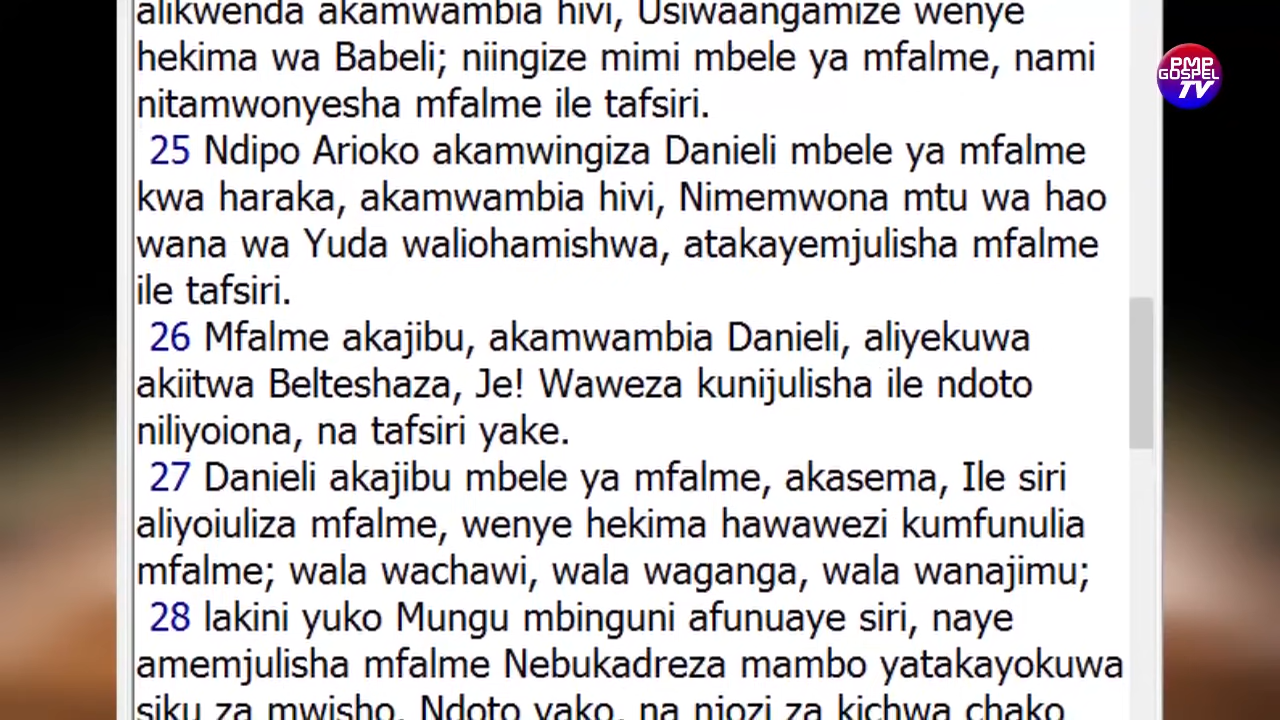 alikwenda akamwambia hivi, Usiwaangamize wenye
hekima wa Babeli; niingize mimi mbele ya mfalme, nami
nitamwonyesha mfalme ile tafsiri.
25 Ndipo Arioko akamwingiza Danieli mbele ya mfalme
kwa haraka, akamwambia hivi, Nimemwona mtu wa hao
wana wa Yuda waliohamishwa, atakayemjulisha mfalme
ile tafsiri.
26 Mfalme akajibu, akamwambia Danieli, aliyekuwa
akiitwa Belteshaza, Je! Waweza kunijulisha ile ndoto
niliyoiona, na tafsiri yake.
27 Danieli akajibu mbele ya mfalme, akasema, Ile siri
aliyoiuliza mfalme, wenye hekima hawawezi kumfunulia
mfalme; wala wachawi, wala waganga, wala wanajimu;
28 lakini yuko Mungu mbinguni afunuaye siri, naye
amemjulisha mfalme Nebukadreza mambo yatakayokuwa
siku za mwisho. Ndoto yako, na njozi za kichwa chako
PMP
GOSPEL
TV